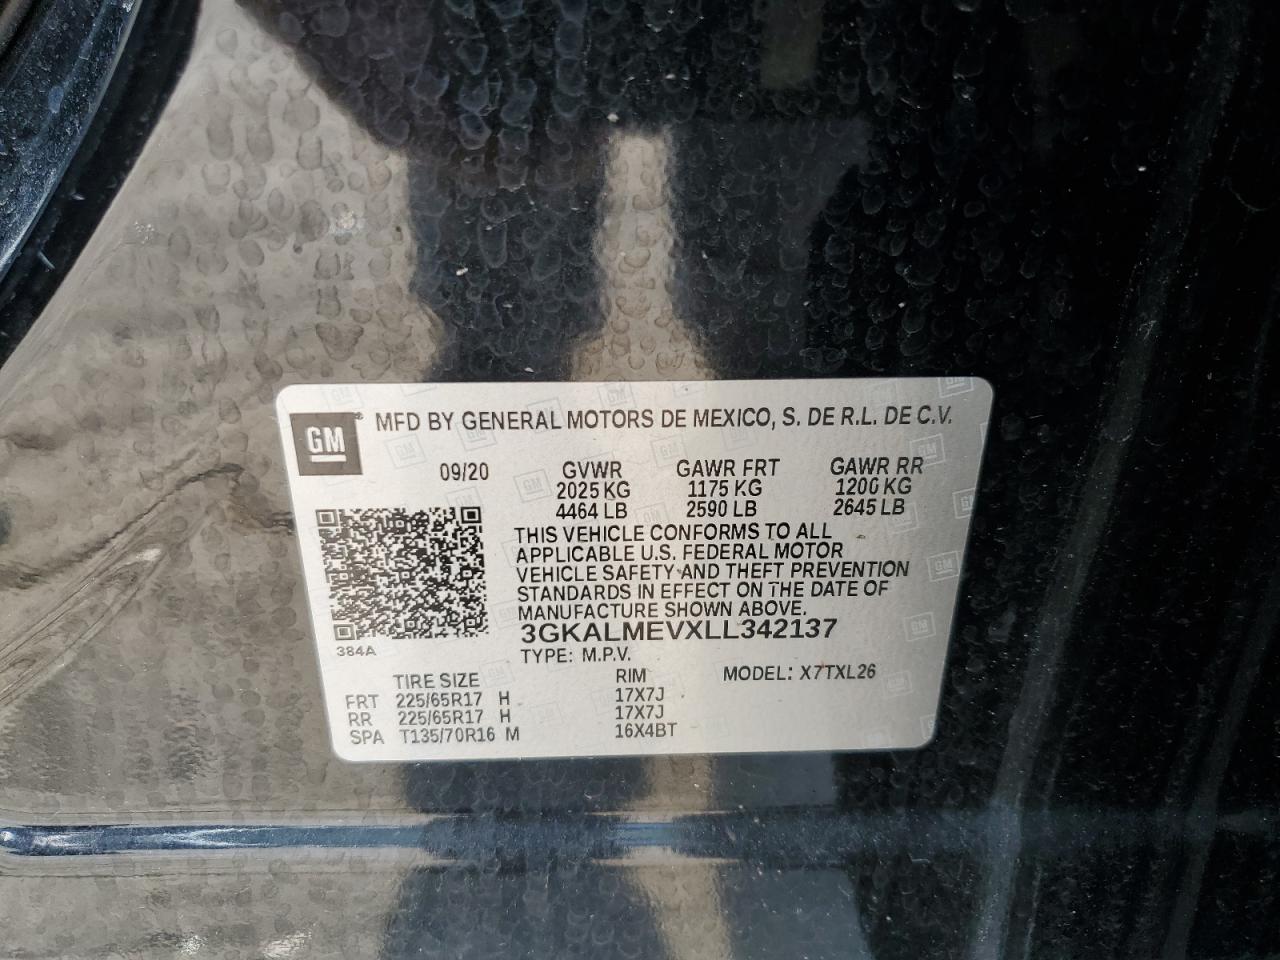 GM ® MFD BY GENERAL MOTORS DE MEXICO, S. DE R.L. DE C.V.
09/20 GVWR GAWR FRT GAWR RR
2025 KG 1175 KG 1200 KG
4464 LB 2590 LB 2645 LB
THIS VEHICLE CONFORMS TO ALL
APPLICABLE U.S. FEDERAL MOTOR
VEHICLE SAFETY AND THEFT PREVENTION
STANDARDS IN EFFECT ON THE DATE OF
MANUFACTURE SHOWN ABOVE.
3GKALMEVXLL342137
384A
TYPE: M.P.V.
TIRE SIZE RIM MODEL: X7TXL26
FRT 225/65R17 H 17X7J
RR 225/65R17 H 17X7J
SPA T135/70R16 M 16X4BT